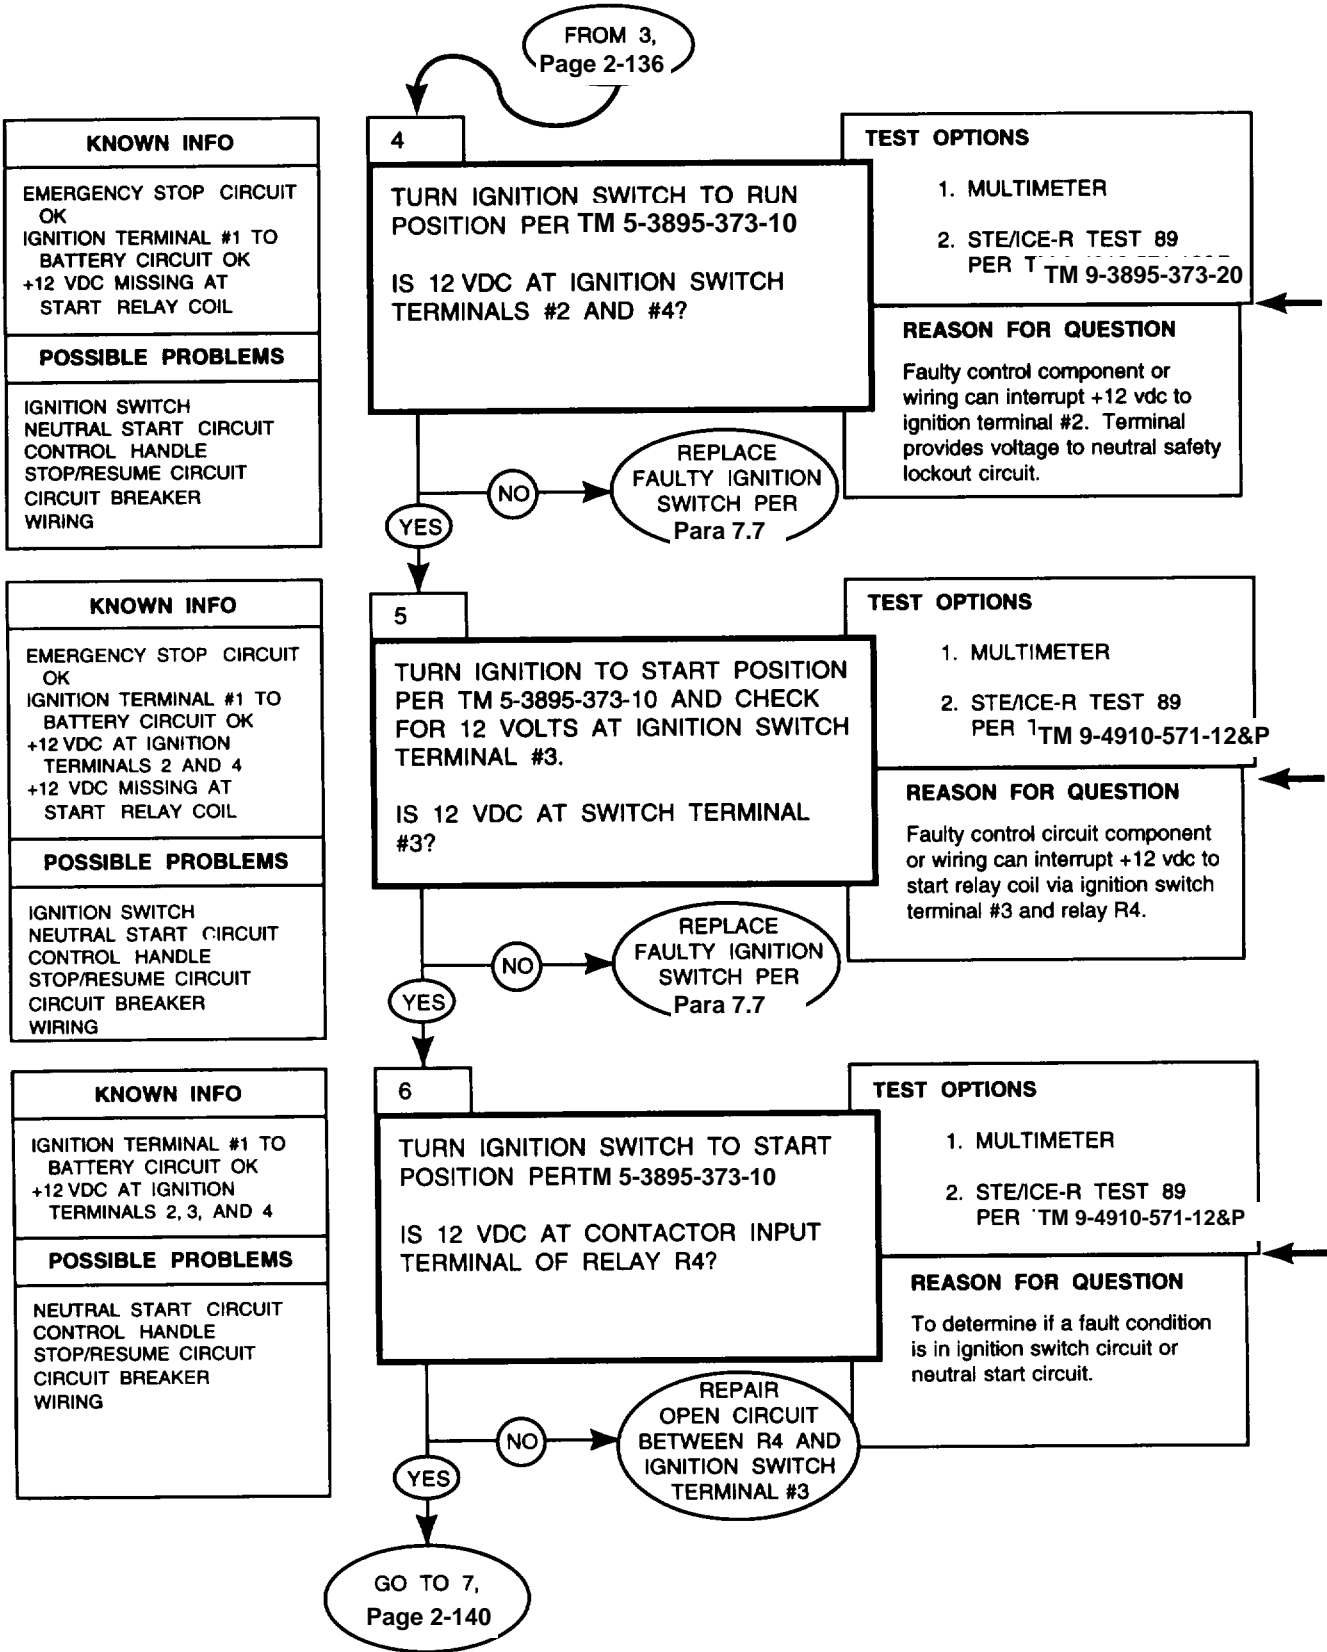 FROM 3,
Page 2-136
KNOWN INFO
EMERGENCY STOP CIRCUIT
OK
IGNITION TERMINAL #1 TO
BATTERY CIRCUIT OK
+12 VDC MISSING AT
START RELAY COIL
POSSIBLE PROBLEMS
IGNITION SWITCH
NEUTRAL START CIRCUIT
CONTROL HANDLE
STOP/RESUME CIRCUIT
CIRCUIT BREAKER
WIRING
4
TURN IGNITION SWITCH TO RUN
POSITION PER TM 5-3895-373-10
IS 12 VDC AT IGNITION SWITCH
TERMINALS #2 AND #4?
TEST OPTIONS
1. MULTIMETER
2. STE/ICE-R TEST 89
PER T TM 9-3895-373-20
REASON FOR QUESTION
Faulty control component or
wiring can interrupt +12 vdc to
ignition terminal #2. Terminal
provides voltage to neutral safety
lockout circuit.
NO
REPLACE
FAULTY IGNITION
SWITCH PER
Para 7.7
YES
KNOWN INFO
EMERGENCY STOP CIRCUIT
OK
IGNITION TERMINAL #1 TO
BATTERY CIRCUIT OK
+12 VDC AT IGNITION
TERMINALS 2 AND 4
+12 VDC MISSING AT
START RELAY COIL
POSSIBLE PROBLEMS
IGNITION SWITCH
NEUTRAL START CIRCUIT
CONTROL HANDLE
STOP/RESUME CIRCUIT
CIRCUIT BREAKER
WIRING
5
TURN IGNITION TO START POSITION
PER TM 5-3895-373-10 AND CHECK
FOR 12 VOLTS AT IGNITION SWITCH
TERMINAL #3.
IS 12 VDC AT SWITCH TERMINAL
#3?
TEST OPTIONS
1. MULTIMETER
2. STE/ICE-R TEST 89
PER TM 9-4910-571-12&P
REASON FOR QUESTION
Faulty control circuit component
or wiring can interrupt +12 vdc to
start relay coil via ignition switch
terminal #3 and relay R4.
NO
REPLACE
FAULTY IGNITION
SWITCH PER
Para 7.7
YES
KNOWN INFO
IGNITION TERMINAL #1 TO
BATTERY CIRCUIT OK
+12 VDC AT IGNITION
TERMINALS 2, 3, AND 4
POSSIBLE PROBLEMS
NEUTRAL START CIRCUIT
CONTROL HANDLE
STOP/RESUME CIRCUIT
CIRCUIT BREAKER
WIRING
6
TURN IGNITION SWITCH TO START
POSITION PERTM 5-3895-373-10
IS 12 VDC AT CONTACTOR INPUT
TERMINAL OF RELAY R4?
TEST OPTIONS
1. MULTIMETER
2. STE/ICE-R TEST 89
PER TM 9-4910-571-12&P
REASON FOR QUESTION
To determine if a fault condition
is in ignition switch circuit or
neutral start circuit.
NO
REPAIR
OPEN CIRCUIT
BETWEEN R4 AND
IGNITION SWITCH
TERMINAL #3
YES
GO TO 7,
Page 2-140